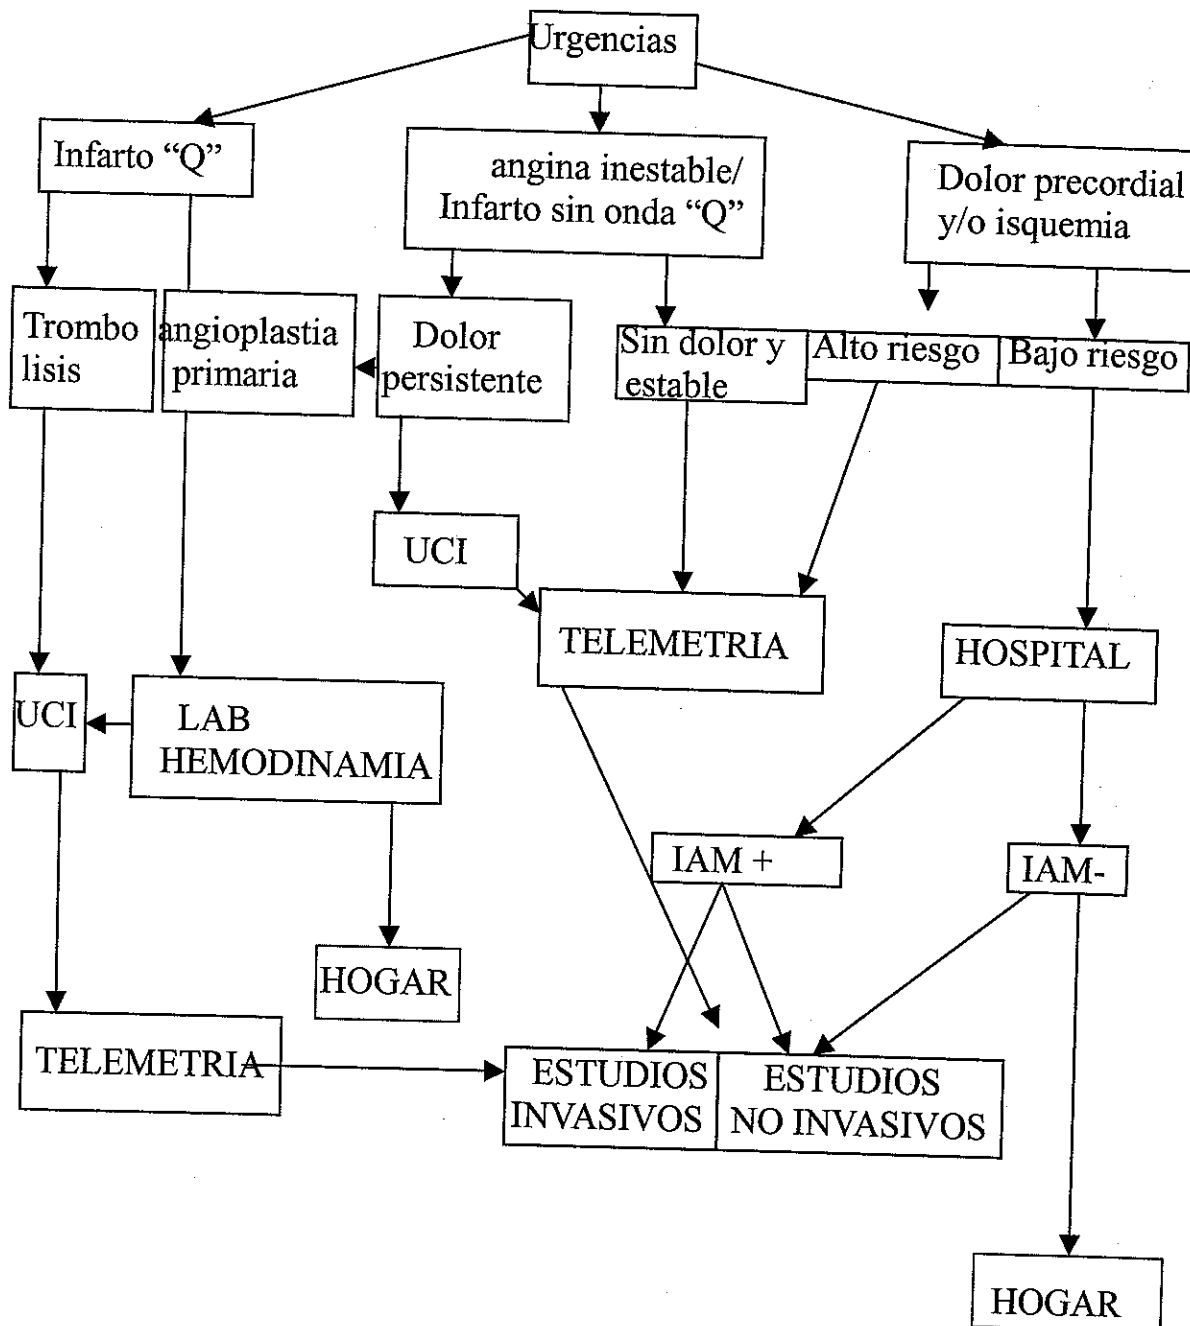 Urgencias
Infarto “Q”
angina inestable/
Infarto sin onda “Q”
Dolor precordial
y/o isquemia
Trombo
lisis
angioplastia
primaria
Dolor
persistente
Sin dolor y
estable
Alto riesgo
Bajo riesgo
UCI
TELEMETRIA
HOSPITAL
UCI
LAB
HEMODINAMIA
IAM +
IAM-
HOGAR
TELEMETRIA
ESTUDIOS
INVASIVOS
ESTUDIOS
NO INVASIVOS
HOGAR